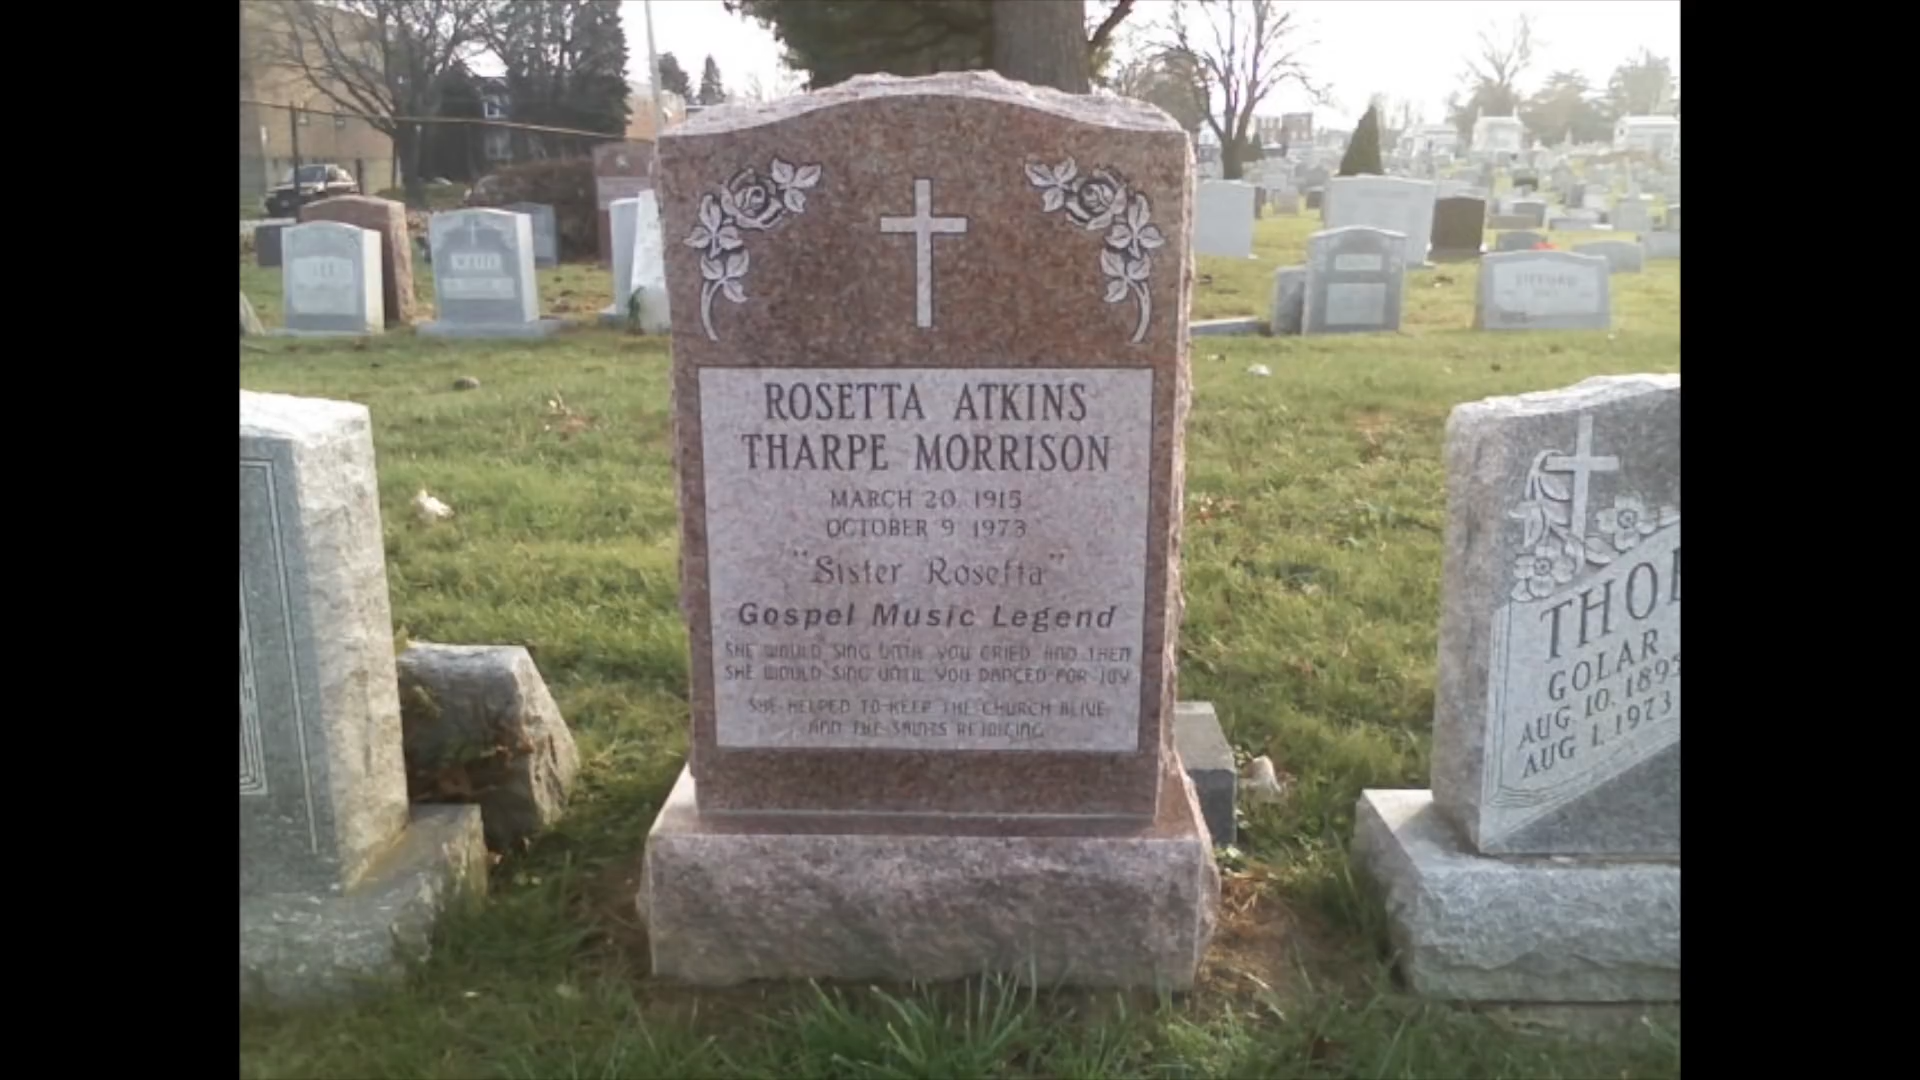 ROSETTA ATKINS
THARPE MORRISON
MARCH 20, 1915
OCTOBER 9 1973
"Sister Rosetta"
Gospel Music Legend
SHE WOULD SING UNTIL YOU CRIED AND THEN
SHE WOULD SING UNTIL YOU DANCED FOR JOY
SHE HELPED TO KEEP THE CHURCH ALIVE
AND THE SAINTS REJOICING
GOLAR
AUG. 10, 1895
AUG 1, 1973